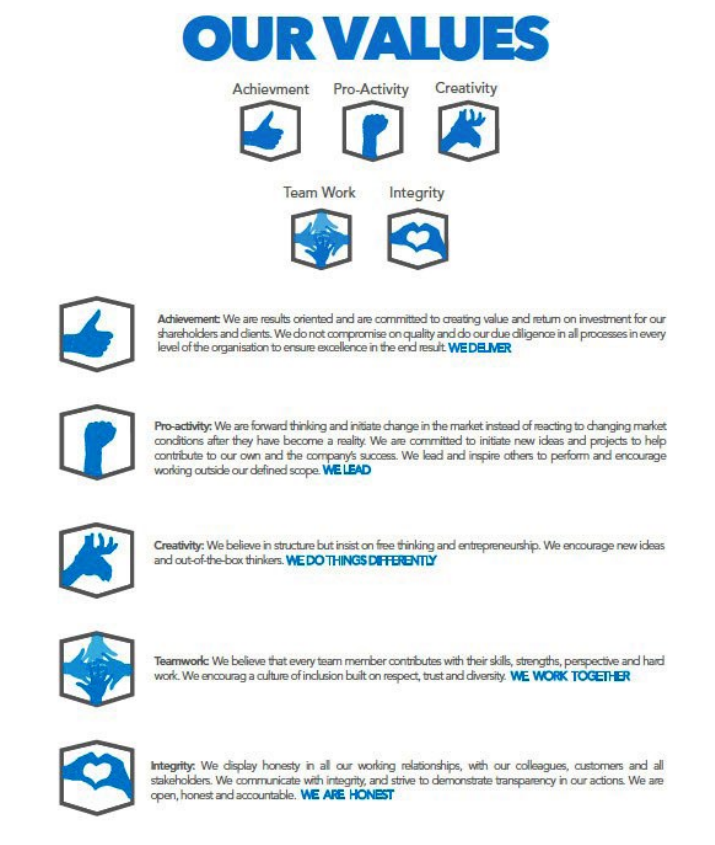 OUR VALUES
Achievment Pro-Activity Creativity
Team Work Integrity
Achievement: We are results oriented and are committed to creating value and return on investment for our
shareholders and clients. We do not compromise on quality and do our due diligence in all processes in every
level of the organisation to ensure excellence in the end result. WE DELIVER
Pro-activity: We are forward thinking and initiate change in the market instead of reacting to changing market
conditions after they have become a reality. We are committed to initiate new ideas and projects to help
contribute to our own and the company's success. We lead and inspire others to perform and encourage
working outside our defined scope. WE LEAD
Creativity: We believe in structure but insist on free thinking and entrepreneurship. We encourage new ideas
and out-of-the-box thinkers. WE DO THINGS DIFFERENTLY
Teamwork: We believe that every team member contributes with their skills, strengths, perspective and hard
work. We encourag a culture of inclusion built on respect, trust and diversity. WE WORK TOGETHER
Integrity: We display honesty in all our working relationships, with our colleagues, customers and all
stakeholders. We communicate with integrity, and strive to demonstrate transparency in our actions. We are
open, honest and accountable. WE ARE HONEST